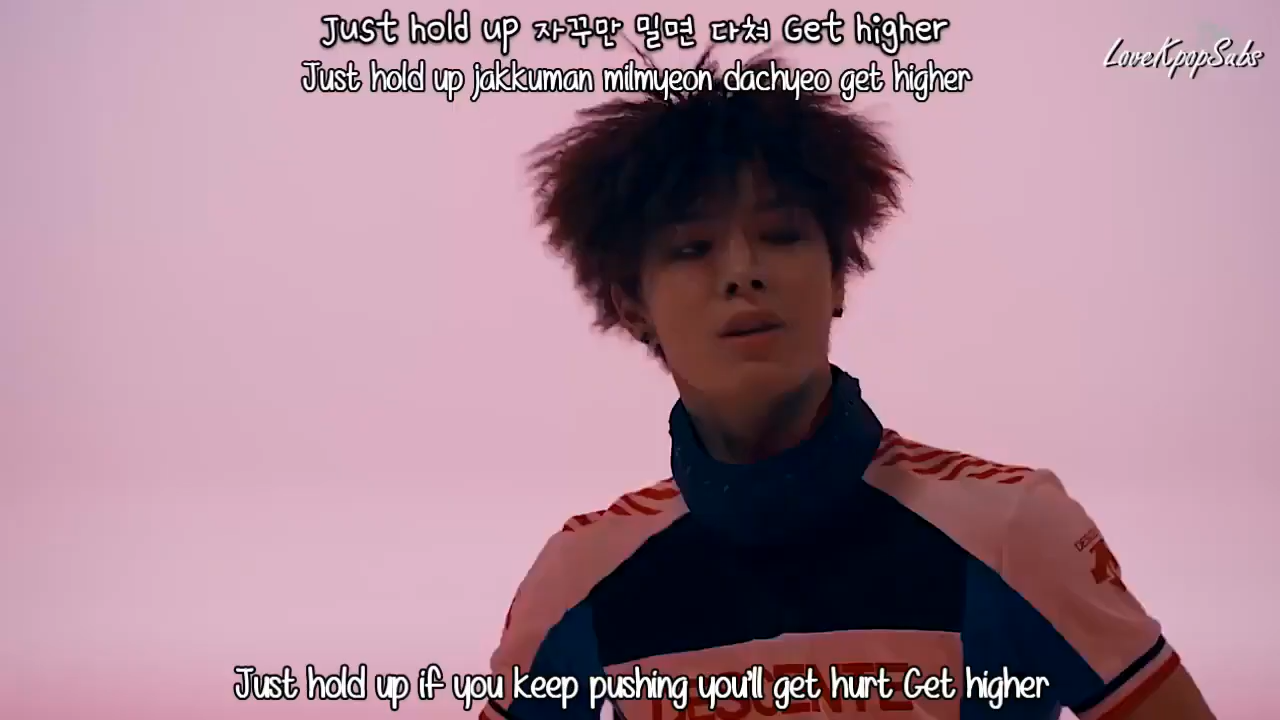 Just hold up 자꾸만 밀면 다쳐 Get higher
LoveKpopSubs
Just hold up jakkuman milmyeon dachyeo get higher
DESCENTE
Just hold up if you keep pushing you'll get hurt Get higher